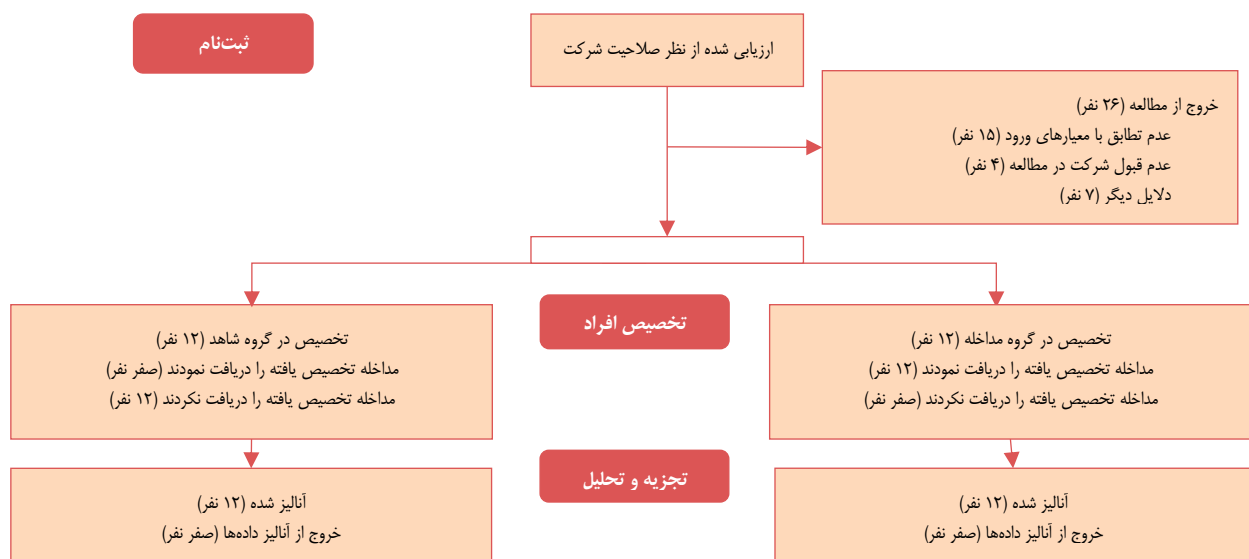 ثبت‌نام
ارزیابی شده از نظر صلاحیت شرکت
خروج از مطالعه (۲۶ نفر)
عدم تطابق با معیارهای ورود (۱۵ نفر)
عدم قبول شرکت در مطالعه (۴ نفر)
دلایل دیگر (۷ نفر)
تخصیص افراد
تخصیص در گروه مداخله (۱۲ نفر)
مداخله تخصیص یافته را دریافت نمودند (۱۲ نفر)
مداخله تخصیص یافته را دریافت نکردند (صفر نفر)
تخصیص در گروه شاهد (۱۲ نفر)
مداخله تخصیص یافته را دریافت نمودند (صفر نفر)
مداخله تخصیص یافته را دریافت نکردند (۱۲ نفر)
تجزیه و تحلیل
آنالیز شده (۱۲ نفر)
خروج از آنالیز داده‌ها (صفر نفر)
آنالیز شده (۱۲ نفر)
خروج از آنالیز داده‌ها (صفر نفر)